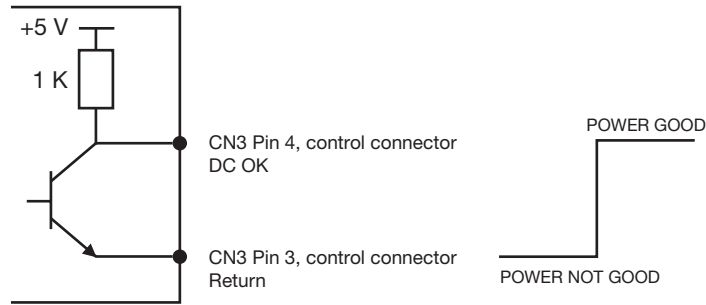 +5 V
1 K
CN3 Pin 4, control connector
DC OK
CN3 Pin 3, control connector
Return
POWER GOOD
POWER NOT GOOD